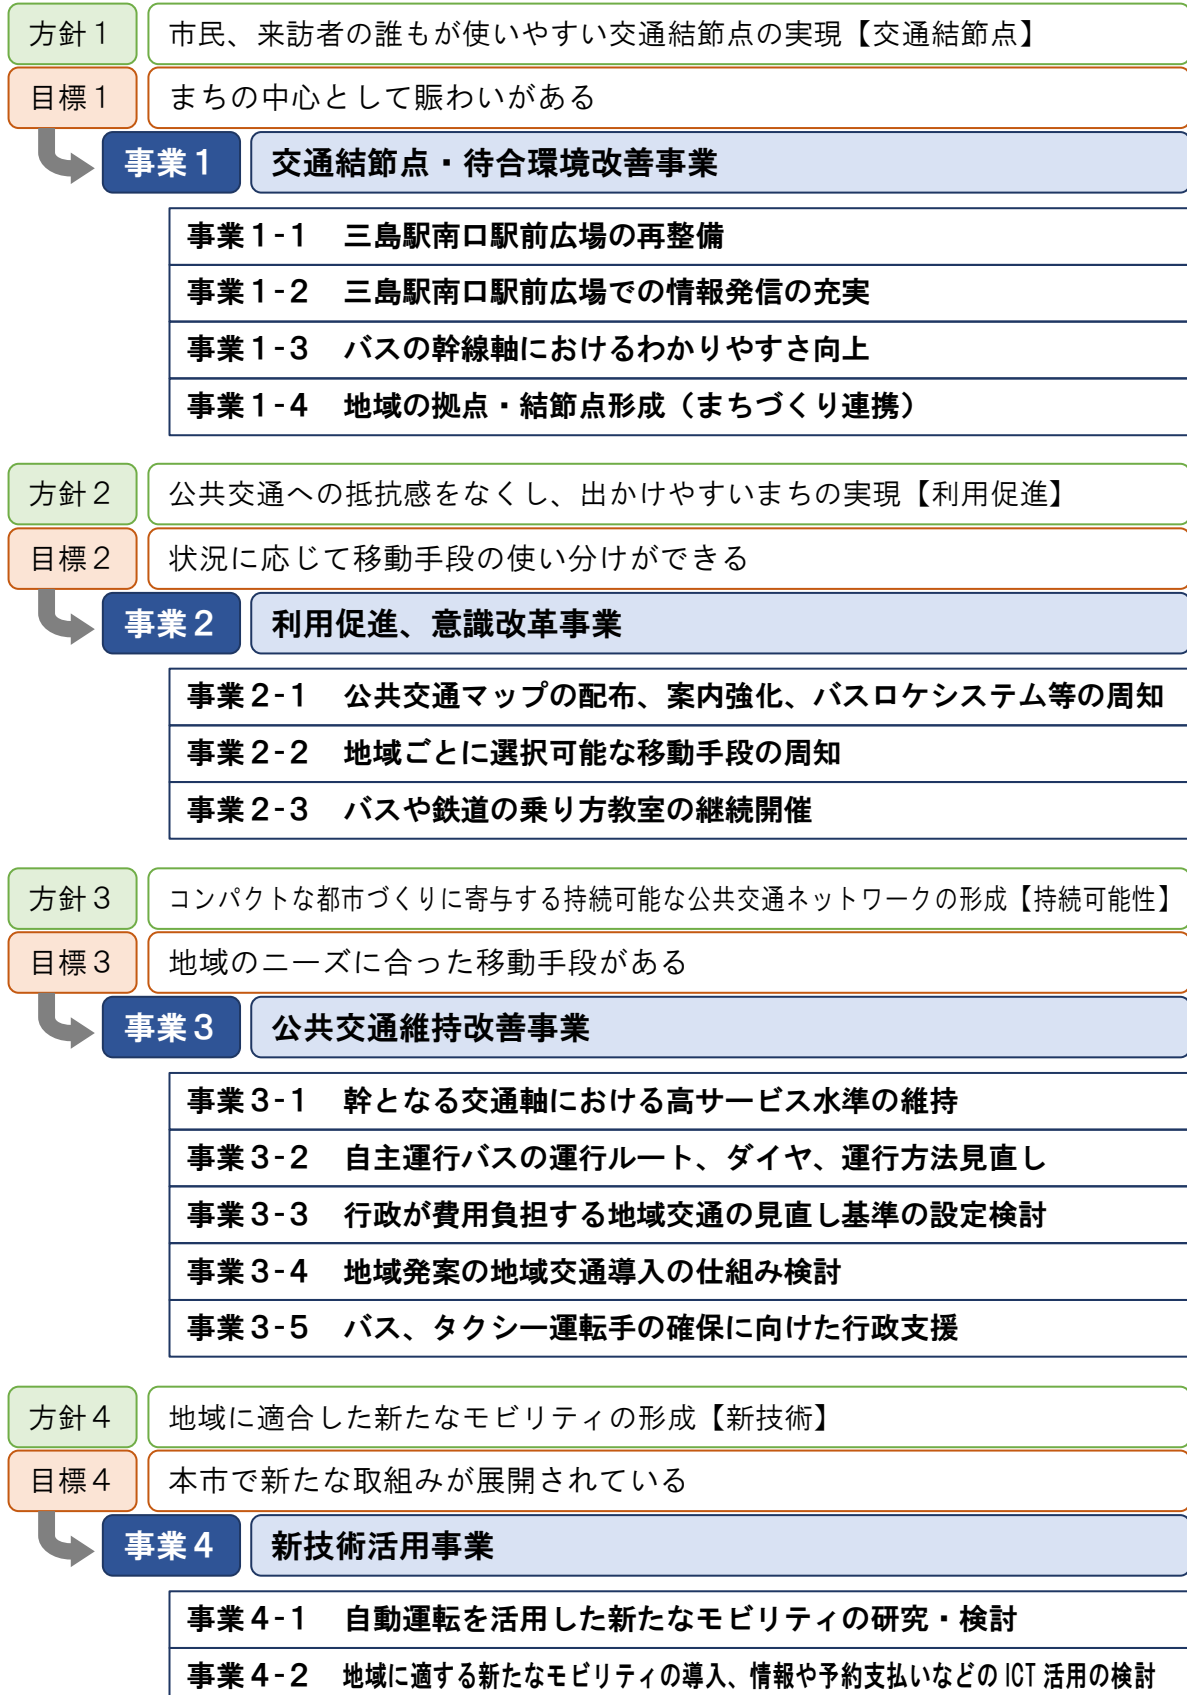 方針１ 市民、来訪者の誰もが使いやすい交通結節点の実現【交通結節点】
目標１ まちの中心として賑わいがある
事業１ 交通結節点・待合環境改善事業
事業１-１ 三島駅南口駅前広場の再整備
事業１-２ 三島駅南口駅前広場での情報発信の充実
事業１-３ バスの幹線軸におけるわかりやすさ向上
事業１-４ 地域の拠点・結節点形成（まちづくり連携）
方針２ 公共交通への抵抗感をなくし、出かけやすいまちの実現【利用促進】
目標２ 状況に応じて移動手段の使い分けができる
事業２ 利用促進、意識改革事業
事業２-１ 公共交通マップの配布、案内強化、バスロケシステム等の周知
事業２-２ 地域ごとに選択可能な移動手段の周知
事業２-３ バスや鉄道の乗り方教室の継続開催
方針３ コンパクトな都市づくりに寄与する持続可能な公共交通ネットワークの形成【持続可能性】
目標３ 地域のニーズに合った移動手段がある
事業３ 公共交通維持改善事業
事業３-１ 幹となる交通軸における高サービス水準の維持
事業３-２ 自主運行バスの運行ルート、ダイヤ、運行方法見直し
事業３-３ 行政が費用負担する地域交通の見直し基準の設定検討
事業３-４ 地域発案の地域交通導入の仕組み検討
事業３-５ バス、タクシー運転手の確保に向けた行政支援
方針４ 地域に適合した新たなモビリティの形成【新技術】
目標４ 本市で新たな取組みが展開されている
事業４ 新技術活用事業
事業４-１ 自動運転を活用した新たなモビリティの研究・検討
事業４-２ 地域に適する新たなモビリティの導入、情報や予約支払いなどの ICT 活用の検討